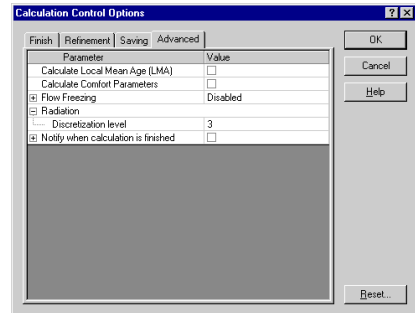 Calculation Control Options
Finish Refinement Saving Advanced
Parameter Value
Calculate Local Mean Age (LMA)
Calculate Comfort Parameters
Flow Freezing Disabled
Radiation
Discretization level 3
Notify when calculation is finished
OK
Cancel
Help
Reset...